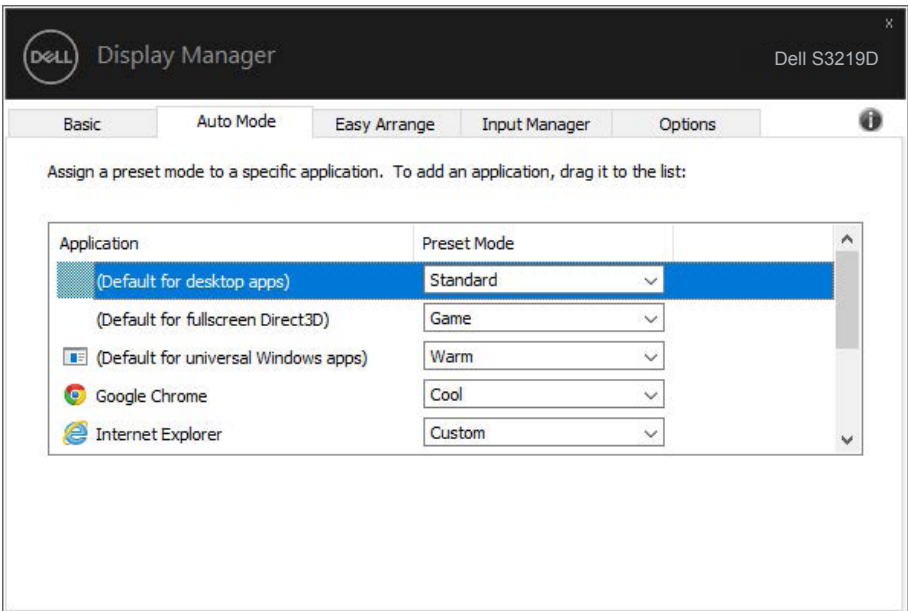 x
DELL Display Manager
Dell S3219D
Basic Auto Mode Easy Arrange Input Manager Options
Assign a preset mode to a specific application. To add an application, drag it to the list:
Application Preset Mode
(Default for desktop apps) Standard
(Default for fullscreen Direct3D) Game
(Default for universal Windows apps) Warm
Google Chrome Cool
Internet Explorer Custom